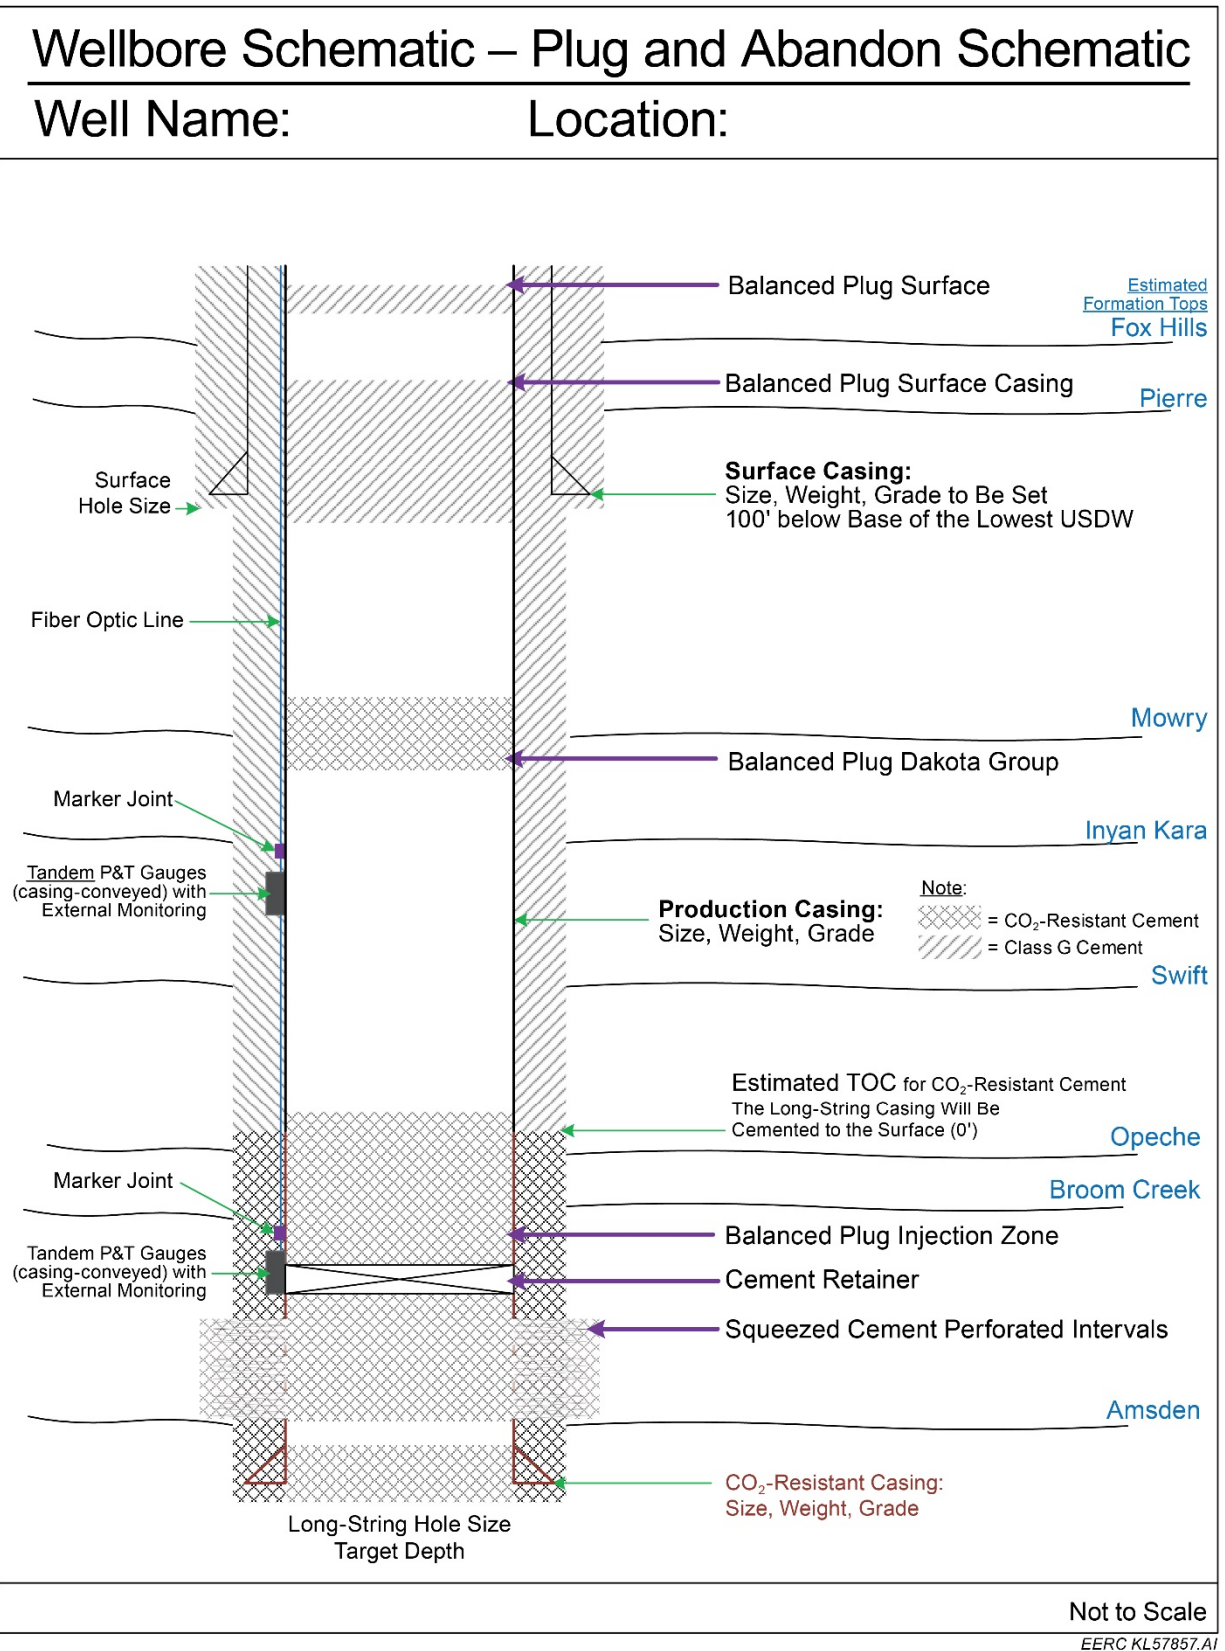 Wellbore Schematic – Plug and Abandon Schematic
Well Name: Location:
Balanced Plug Surface
Estimated
Formation Tops
Fox Hills
Balanced Plug Surface Casing
Pierre
Surface
Hole Size
Surface Casing:
Size, Weight, Grade to Be Set
100' below Base of the Lowest USDW
Fiber Optic Line
Mowry
Balanced Plug Dakota Group
Marker Joint
Inyan Kara
Tandem P&T Gauges
(casing-conveyed) with
External Monitoring
Production Casing:
Size, Weight, Grade
Note:
= CO₂-Resistant Cement
= Class G Cement
Swift
Estimated TOC for CO₂-Resistant Cement
The Long-String Casing Will Be
Cemented to the Surface (0')
Opeche
Marker Joint
Broom Creek
Balanced Plug Injection Zone
Tandem P&T Gauges
(casing-conveyed) with
External Monitoring
Cement Retainer
Squeezed Cement Perforated Intervals
Amsden
CO₂-Resistant Casing:
Size, Weight, Grade
Long-String Hole Size
Target Depth
Not to Scale
EERC KL57857.AI